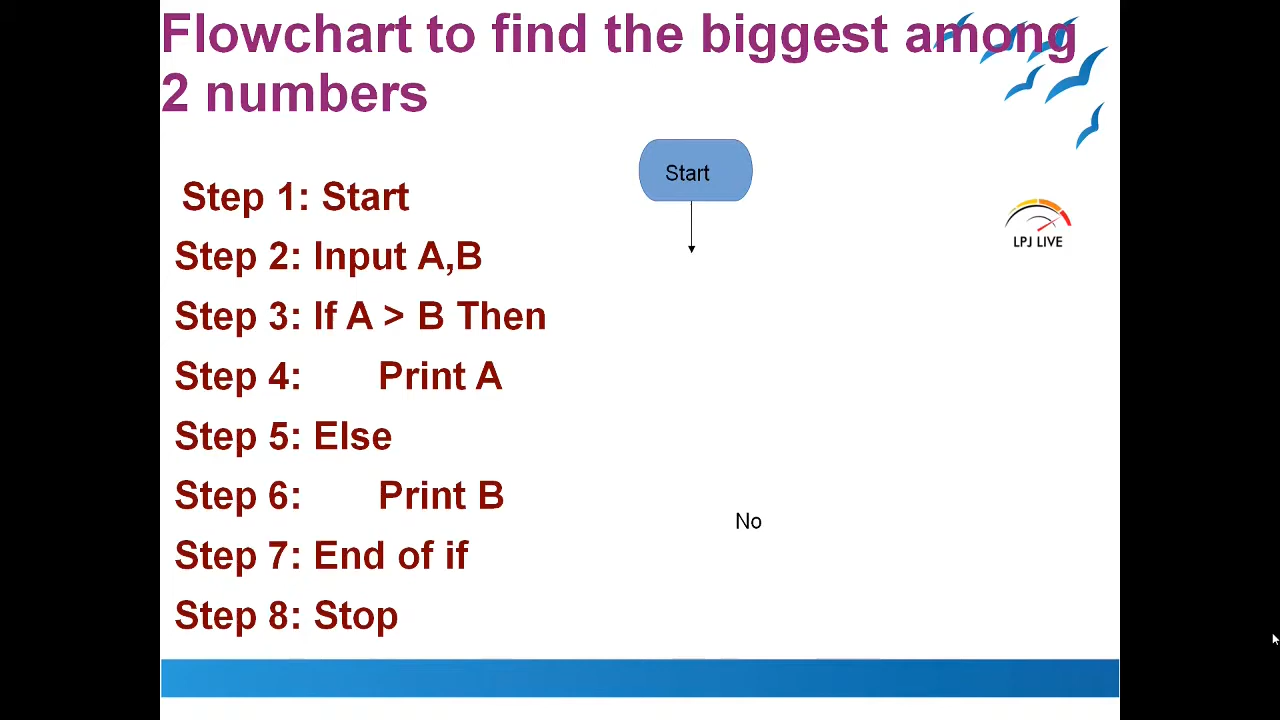 Flowchart to find the biggest among
2 numbers
Start
Step 1: Start
LPJ LIVE
Step 2: Input A,B
Step 3: If A > B Then
Step 4: Print A
Step 5: Else
Step 6: Print B
No
Step 7: End of if
Step 8: Stop